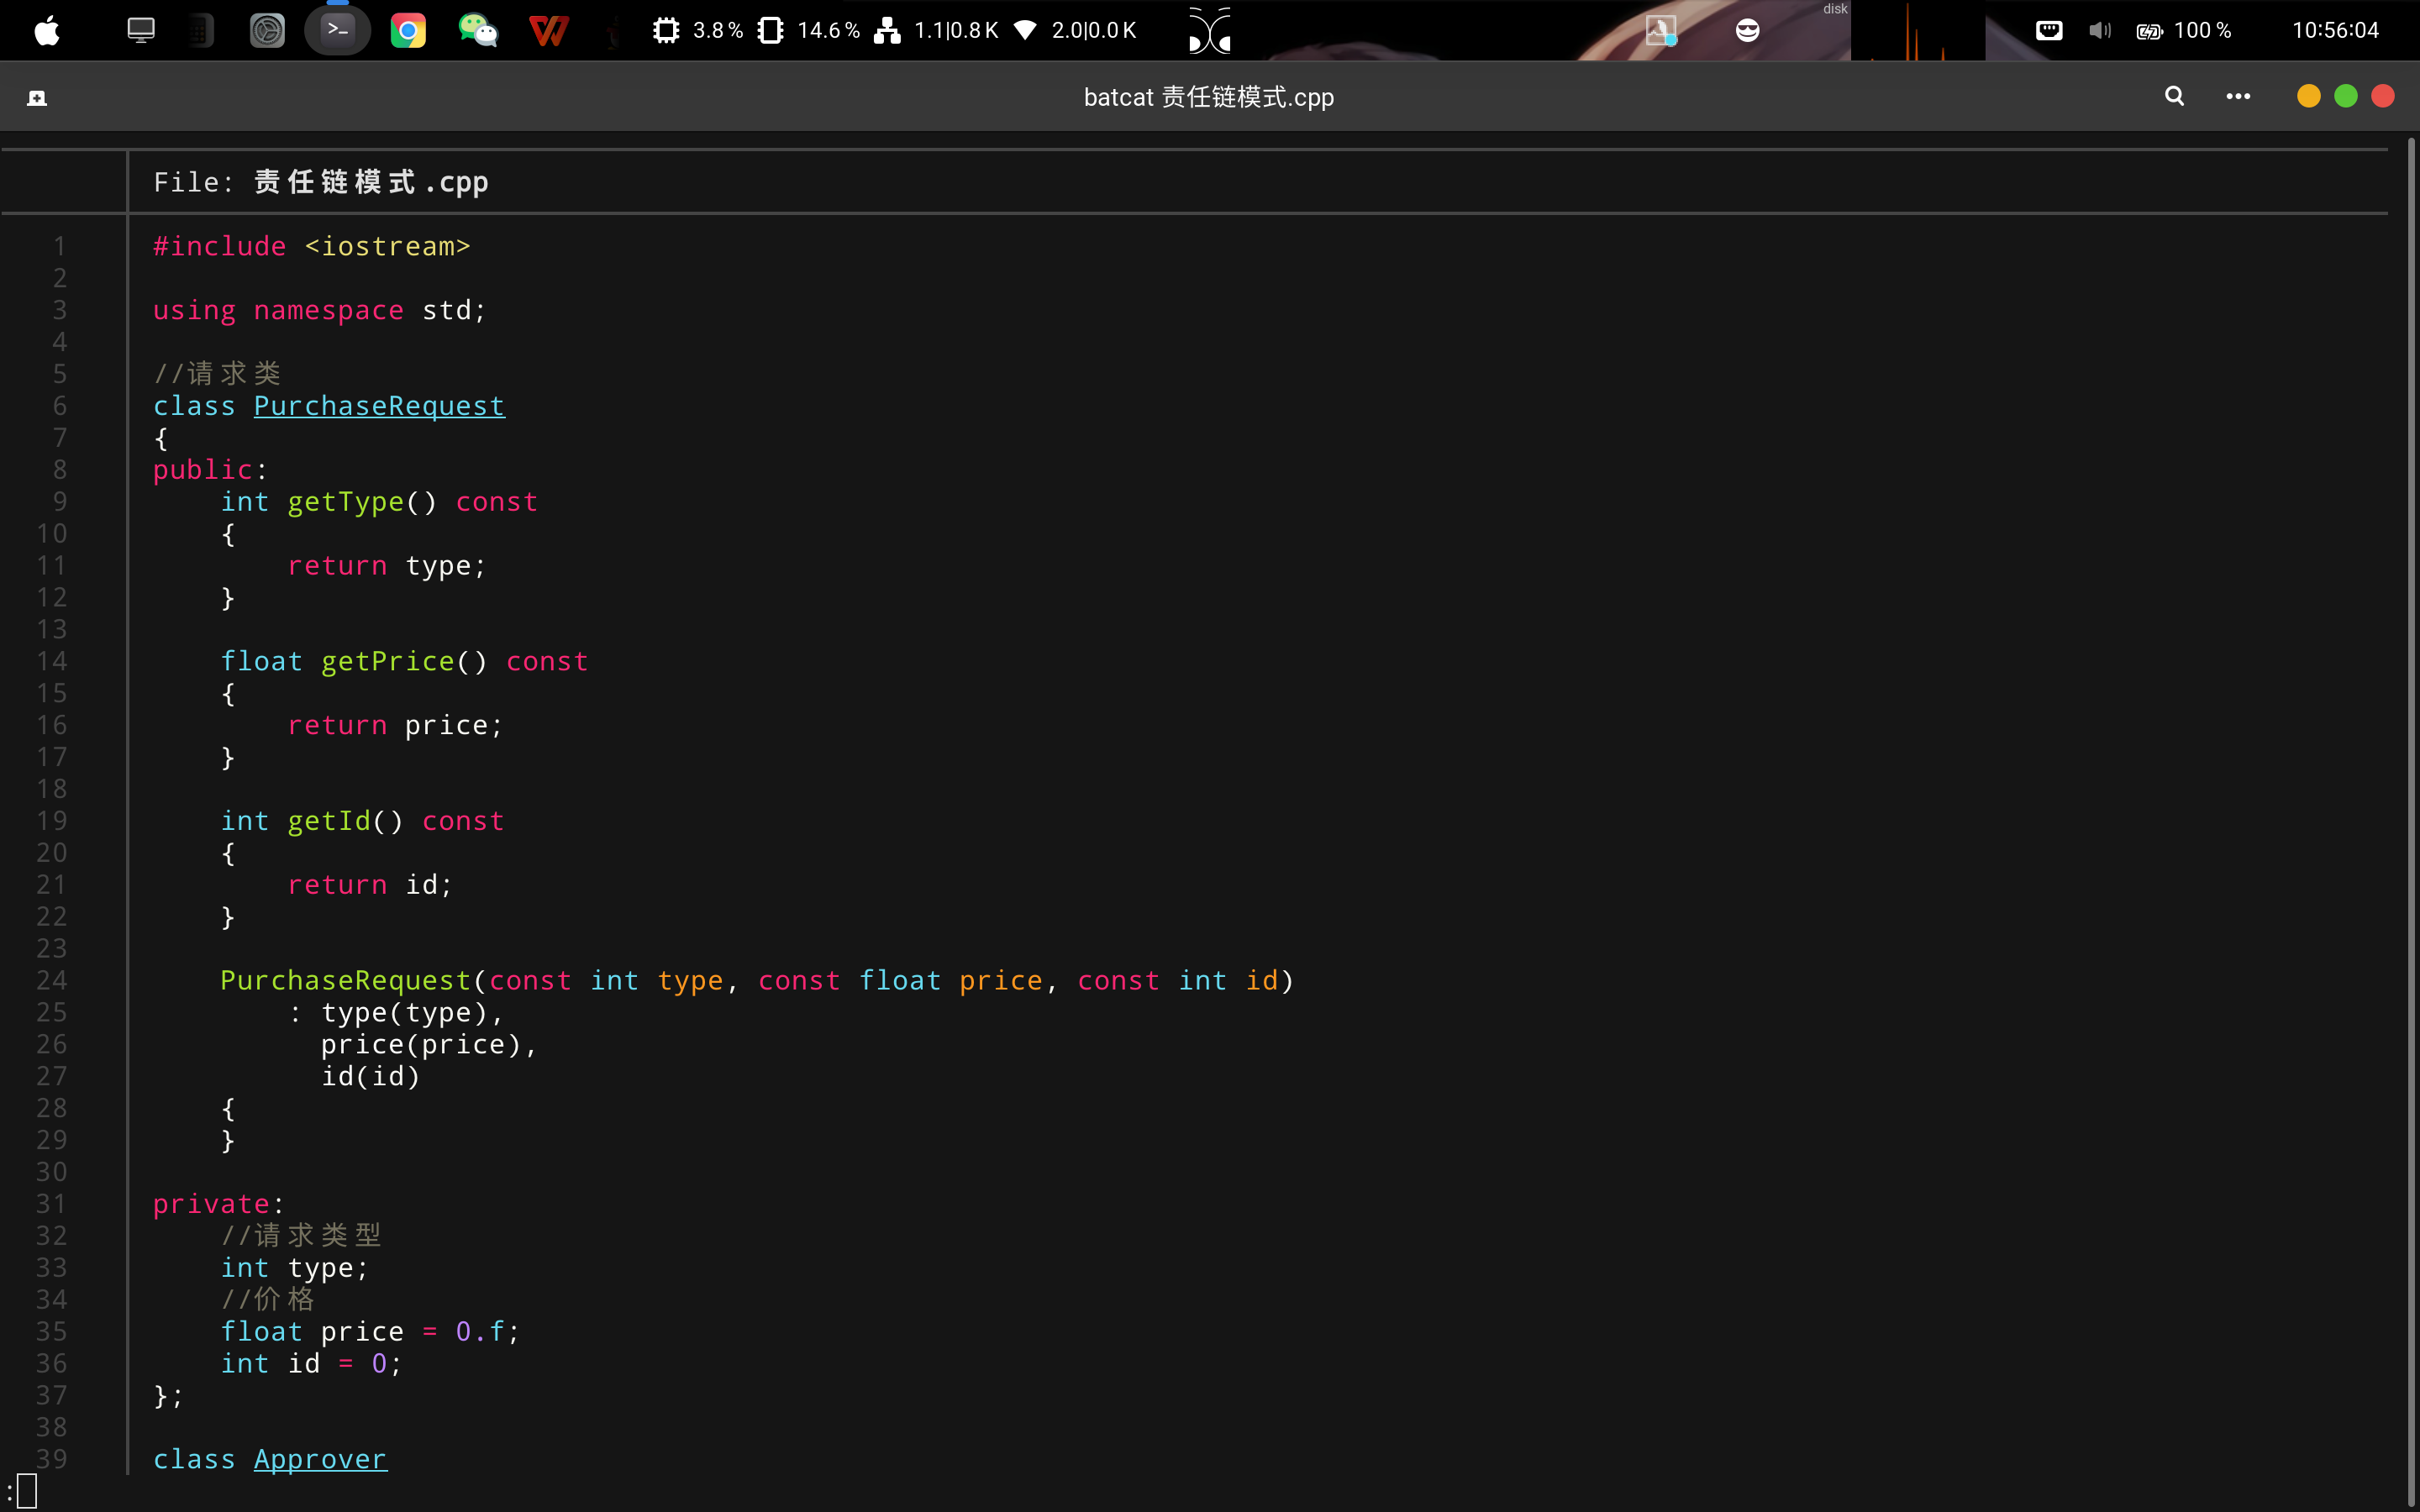 3.8 % 14.6 % 1.1|0.8 K 2.0|0.0 K disk 100 % 10:56:04
batcat 责任链模式.cpp
File: 责任链模式.cpp
1 #include <iostream>
2
3 using namespace std;
4
5 //请求类
6 class PurchaseRequest
7 {
8 public:
9 int getType() const
10 {
11 return type;
12 }
13
14 float getPrice() const
15 {
16 return price;
17 }
18
19 int getId() const
20 {
21 return id;
22 }
23
24 PurchaseRequest(const int type, const float price, const int id)
25 : type(type),
26 price(price),
27 id(id)
28 {
29 }
30
31 private:
32 //请求类型
33 int type;
34 //价格
35 float price = 0.f;
36 int id = 0;
37 };
38
39 class Approver
: